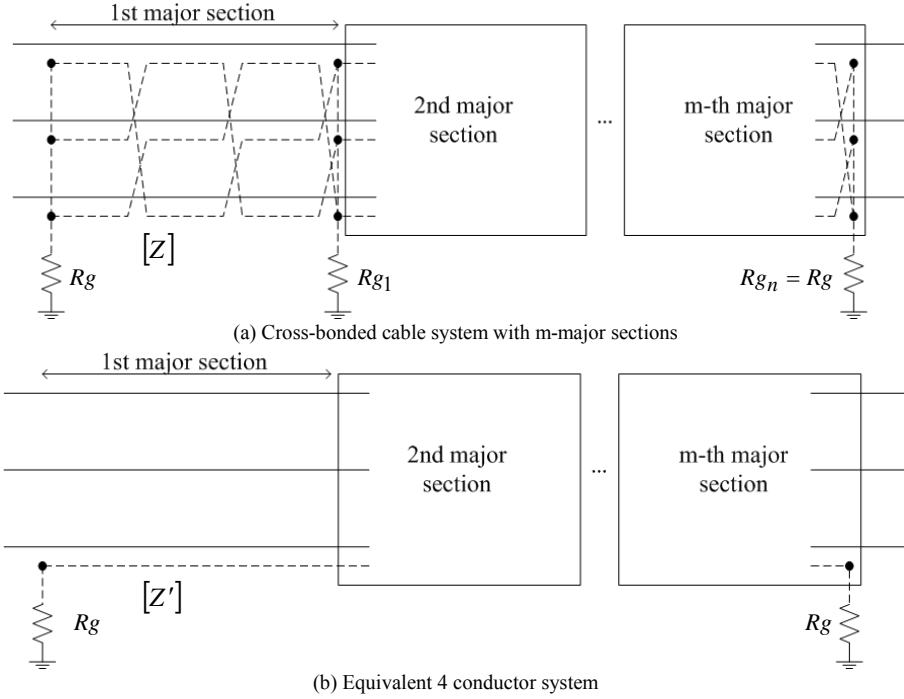 1st major section
2nd major
section
...
m-th major
section
[Z]
Rg
Rg1
Rgn = Rg
(a) Cross-bonded cable system with m-major sections
1st major section
2nd major
section
...
m-th major
section
[Z′]
Rg
Rg
(b) Equivalent 4 conductor system